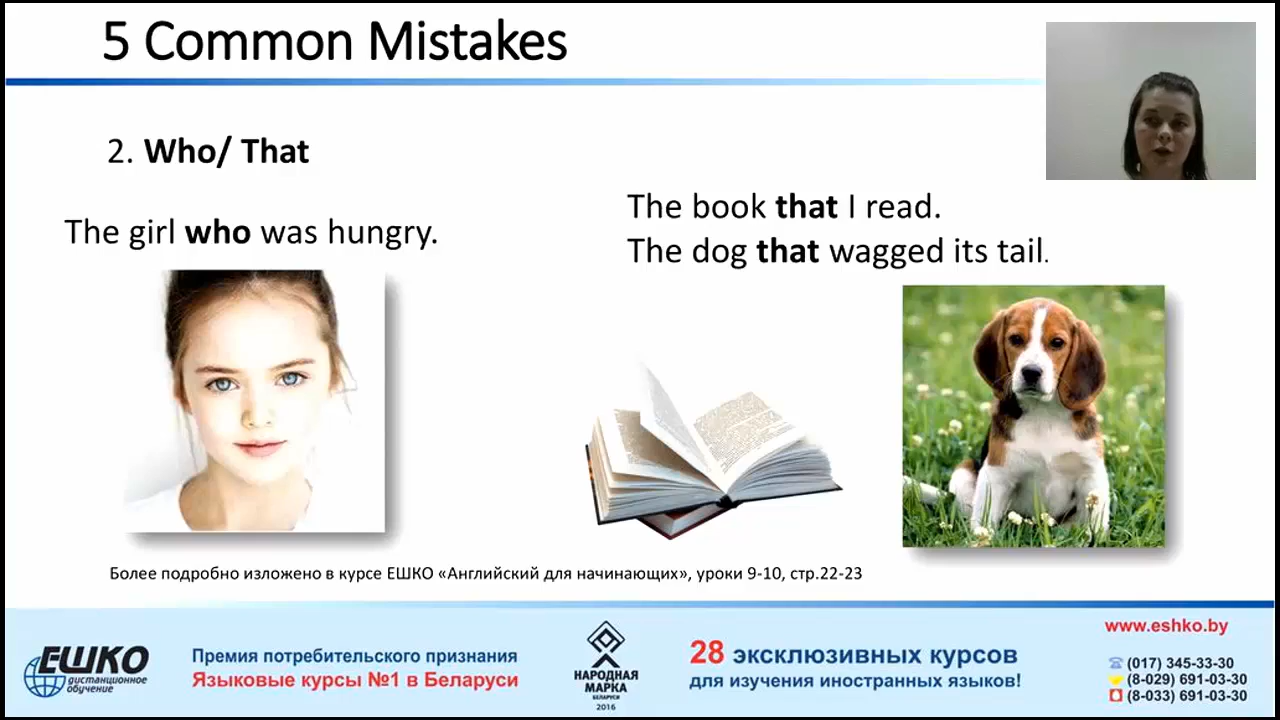 5 Common Mistakes
2. Who/ That
The girl who was hungry.
The book that I read.
The dog that wagged its tail.
Более подробно изложено в курсе ЕШКО «Английский для начинающих», уроки 9-10, стр.22-23
ЕШКО
дистанционное
обучение
Премия потребительского признания
Языковые курсы №1 в Беларуси
НАРОДНАЯ
МАРКА
БЕЛАРУСИ
2016
28 эксклюзивных курсов
для изучения иностранных языков!
www.eshko.by
(017) 345-33-30
(8-029) 691-03-30
(8-033) 691-03-30